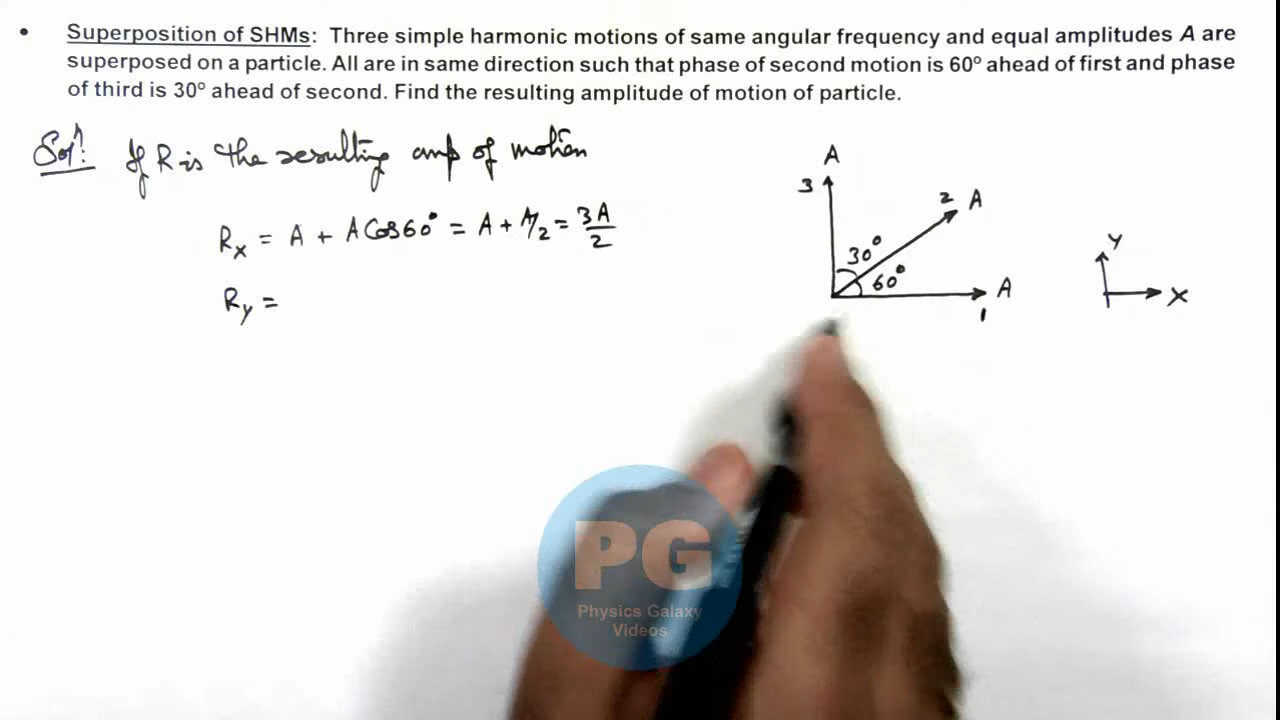 • Superposition of SHMs: Three simple harmonic motions of same angular frequency and equal amplitudes A are
superposed on a particle. All are in same direction such that phase of second motion is 60º ahead of first and phase
of third is 30º ahead of second. Find the resulting amplitude of motion of particle.
Solⁿ: If R is the resulting amp of motion
Rx = A + A Cos60° = A + A/2 = 3A/2
Ry =
A
3
2 A
30°
60°
A
1
Y
X
PG
Physics Galaxy
Videos